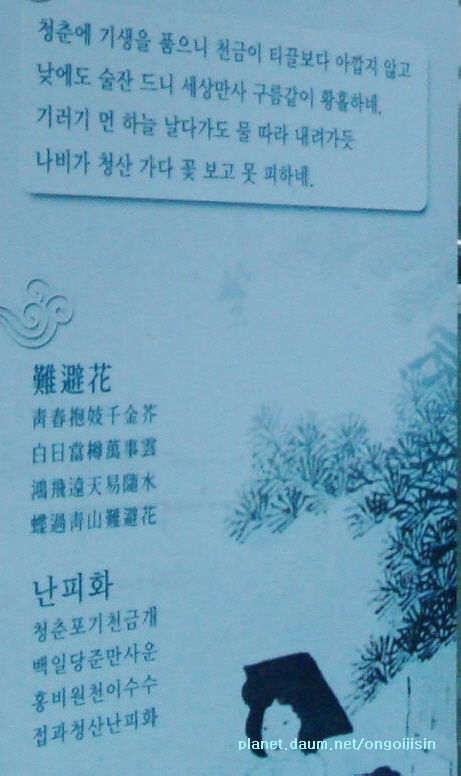 청춘에 기생을 품으니 천금이 티끌보다 아깝지 않고
낮에도 술잔 드니 세상만사 구름같이 황홀하네.
기러기 먼 하늘 날다가도 물 따라 내려가듯
나비가 청산 가다 꽃 보고 못 피하네.
難避花
靑春抱妓千金芥
白日當樽萬事雲
鴻飛遠天易隨水
蝶過靑山難避花
난피화
청춘포기천금개
백일당준만사운
홍비원천이수수
접과청산난피화
planet.daum.net/ongoijisin